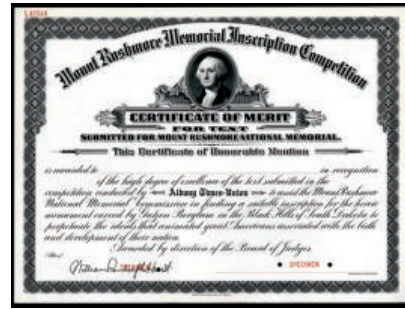 Mount Rushmore Memorial Inscription Competition
CERTIFICATE OF MERIT
FOR TEXT
SUBMITTED FOR MOUNT RUSHMORE NATIONAL MEMORIAL.
This Certificate of Honorable Mention
is awarded to in recognition
of the high degree of excellence of the text submitted in the
competition conducted by Albany Times-Union to assist the Mount Rushmore
National Memorial Commission in finding a suitable inscription for the heroic
monument carved by Gutzon Borglum in the Black Hills of South Dakota to
perpetuate the ideals that animated great Americans associated with the birth
and development of their nation.
Awarded by direction of the Board of Judges
SPECIMEN